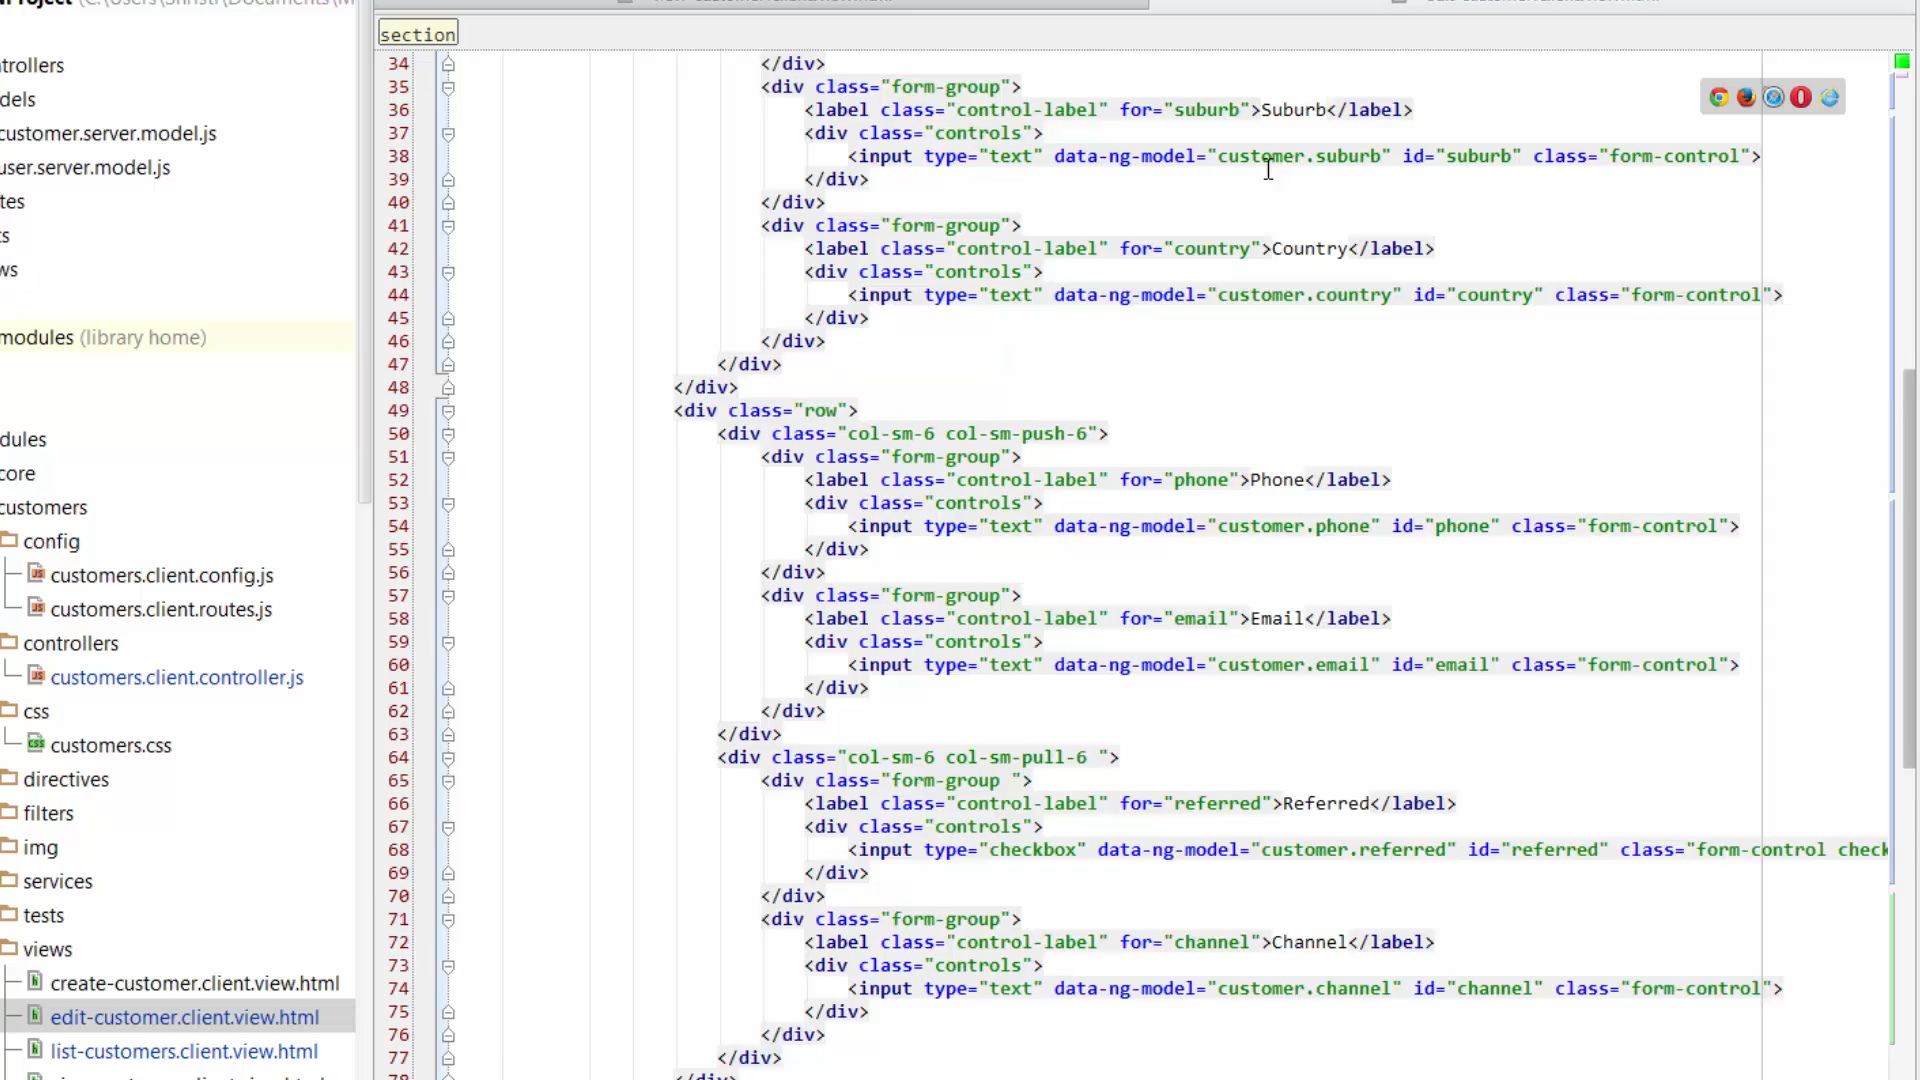 section
trollers
dels
customer.server.model.js
user.server.model.js
tes
ts
ws
modules (library home)
dules
core
customers
config
customers.client.config.js
customers.client.routes.js
controllers
customers.client.controller.js
css
customers.css
directives
filters
img
services
tests
views
create-customer.client.view.html
edit-customer.client.view.html
list-customers.client.view.html
34 </div>
35 <div class="form-group">
36 <label class="control-label" for="suburb">Suburb</label>
37 <div class="controls">
38 <input type="text" data-ng-model="customer.suburb" id="suburb" class="form-control">
39 </div>
40 </div>
41 <div class="form-group">
42 <label class="control-label" for="country">Country</label>
43 <div class="controls">
44 <input type="text" data-ng-model="customer.country" id="country" class="form-control">
45 </div>
46 </div>
47 </div>
48 </div>
49 <div class="row">
50 <div class="col-sm-6 col-sm-push-6">
51 <div class="form-group">
52 <label class="control-label" for="phone">Phone</label>
53 <div class="controls">
54 <input type="text" data-ng-model="customer.phone" id="phone" class="form-control">
55 </div>
56 </div>
57 <div class="form-group">
58 <label class="control-label" for="email">Email</label>
59 <div class="controls">
60 <input type="text" data-ng-model="customer.email" id="email" class="form-control">
61 </div>
62 </div>
63 </div>
64 <div class="col-sm-6 col-sm-pull-6 ">
65 <div class="form-group ">
66 <label class="control-label" for="referred">Referred</label>
67 <div class="controls">
68 <input type="checkbox" data-ng-model="customer.referred" id="referred" class="form-control check
69 </div>
70 </div>
71 <div class="form-group">
72 <label class="control-label" for="channel">Channel</label>
73 <div class="controls">
74 <input type="text" data-ng-model="customer.channel" id="channel" class="form-control">
75 </div>
76 </div>
77 </div>
78 </div>